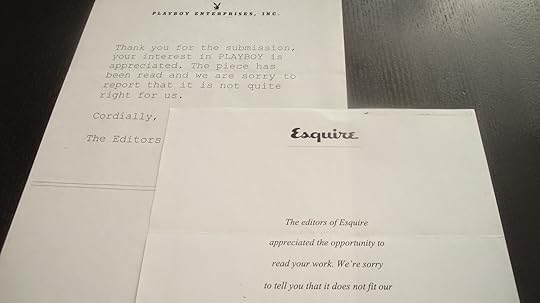 PLAYBOY ENTERPRISES, INC.
Thank you for the submission,
your interest in PLAYBOY is
appreciated. The piece has
been read and we are sorry to
report that it is not quite
right for us.
Cordially,
The Editors
Esquire
The editors of Esquire
appreciated the opportunity to
read your work. We're sorry
to tell you that it does not fit our